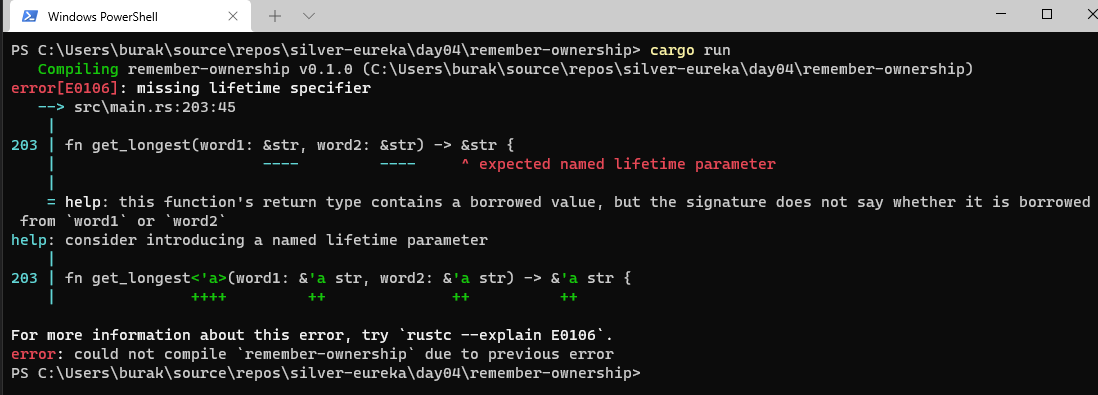 Windows PowerShell
PS C:\Users\burak\source\repos\silver-eureka\day04\remember-ownership> cargo run
   Compiling remember-ownership v0.1.0 (C:\Users\burak\source\repos\silver-eureka\day04\remember-ownership)
error[E0106]: missing lifetime specifier
   --> src\main.rs:203:45
    |
203 | fn get_longest(word1: &str, word2: &str) -> &str {
    |                       ----         ----     ^ expected named lifetime parameter
    |
    = help: this function's return type contains a borrowed value, but the signature does not say whether it is borrowed
 from `word1` or `word2`
help: consider introducing a named lifetime parameter
    |
203 | fn get_longest<'a>(word1: &'a str, word2: &'a str) -> &'a str {
    |               ++++         ++              ++          ++

For more information about this error, try `rustc --explain E0106`.
error: could not compile `remember-ownership` due to previous error
PS C:\Users\burak\source\repos\silver-eureka\day04\remember-ownership>